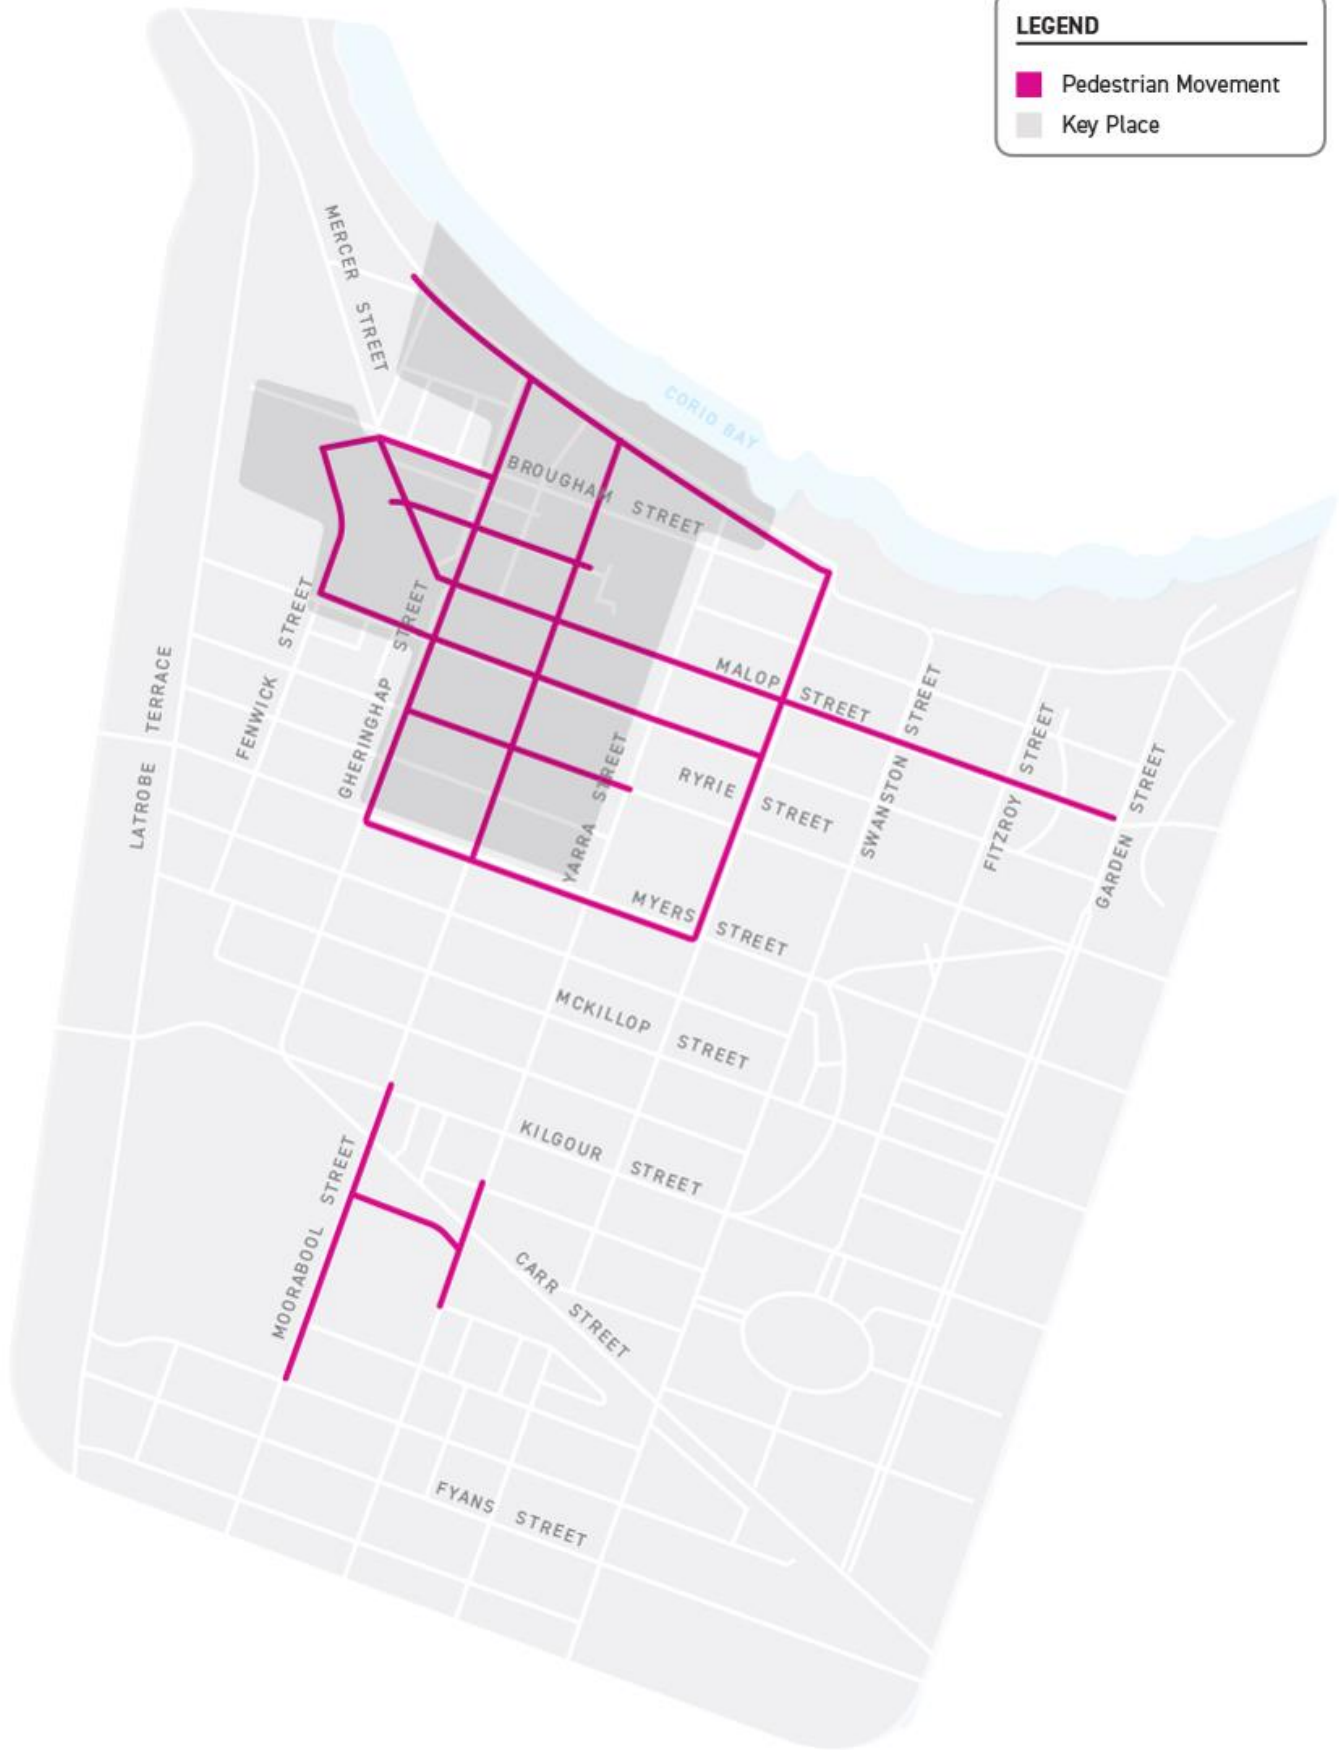 LEGEND
Pedestrian Movement
Key Place
MERCER STREET
CORIO BAY
BROUGHAM STREET
MALOP STREET
RYRIE STREET
MYERS STREET
LATROBE TERRACE
FENWICK STREET
GHERINGHAP STREET
YARRA STREET
SWANSTON STREET
FITZROY STREET
GARDEN STREET
MCKILLOP STREET
KILGOUR STREET
MOORABOOL STREET
CARR STREET
FYANS STREET